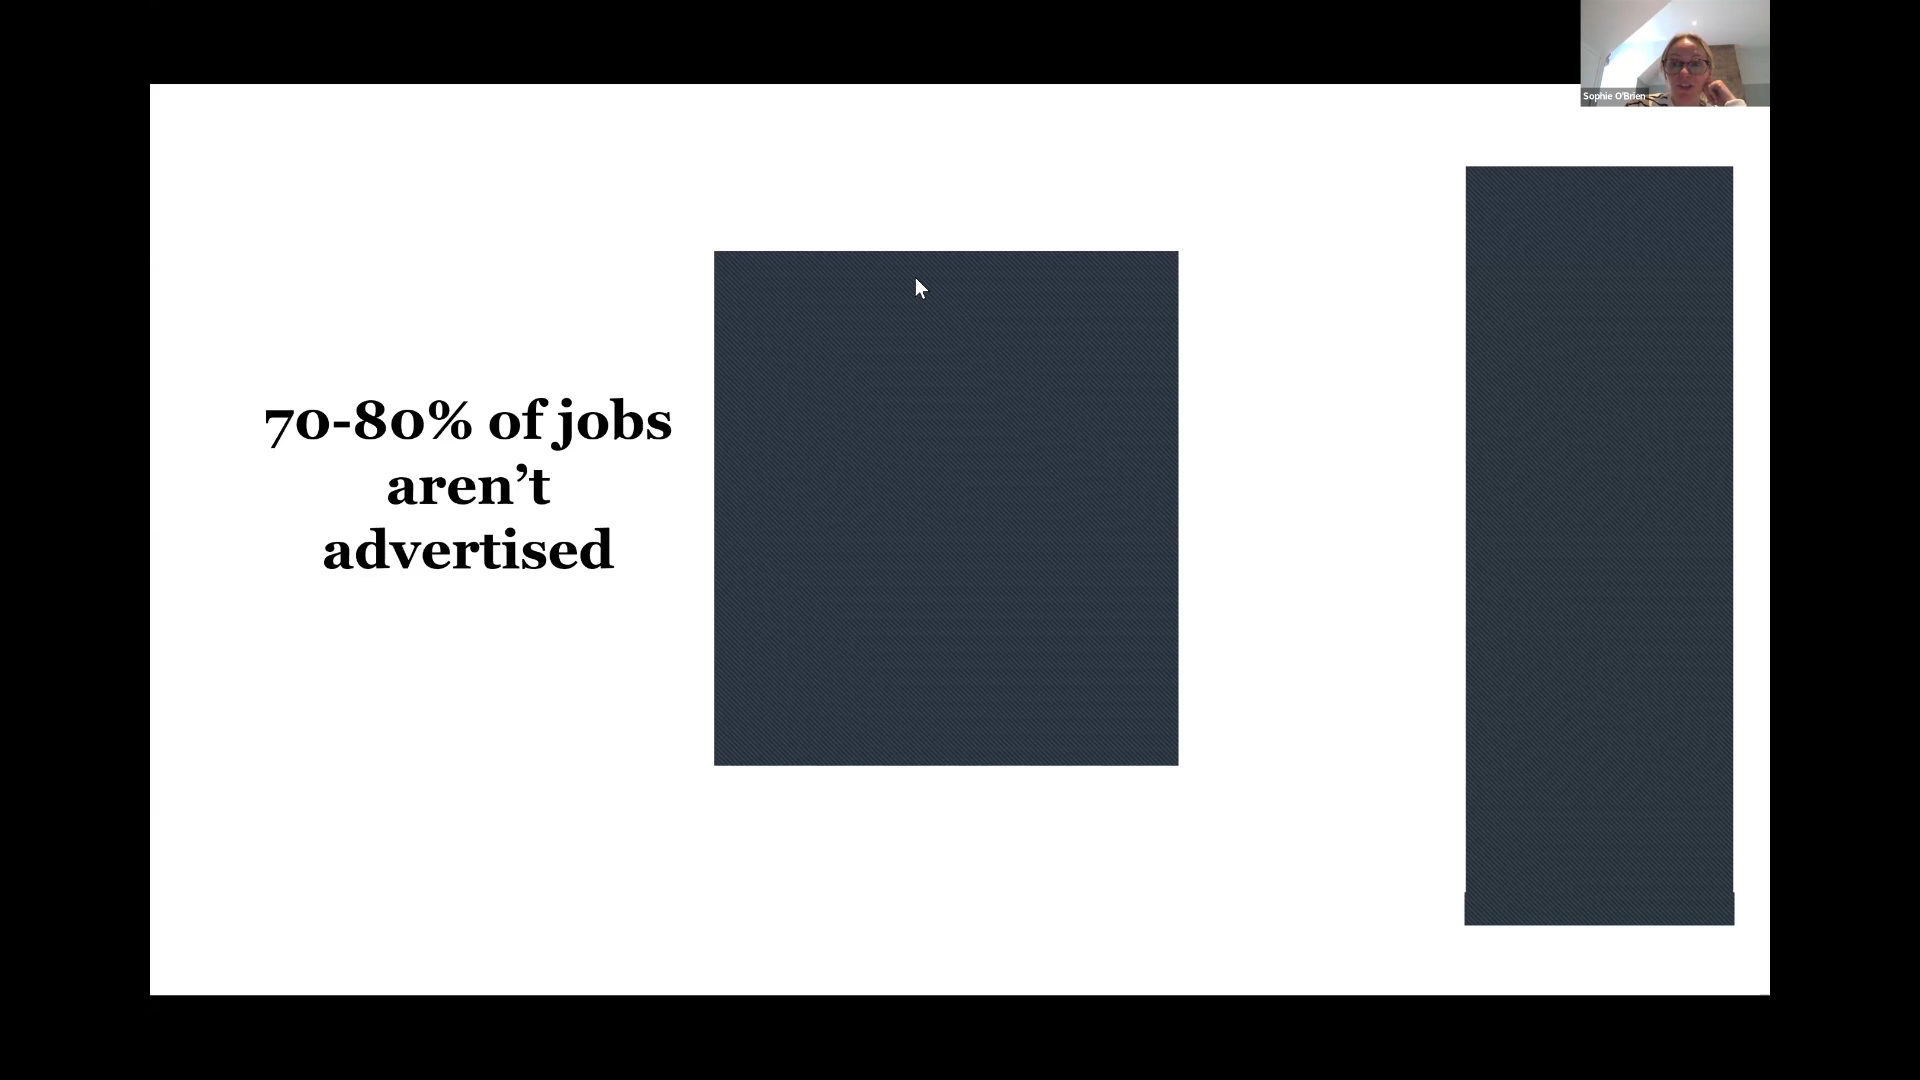 Sophie O'Brien
70-80% of jobs
aren’t
advertised